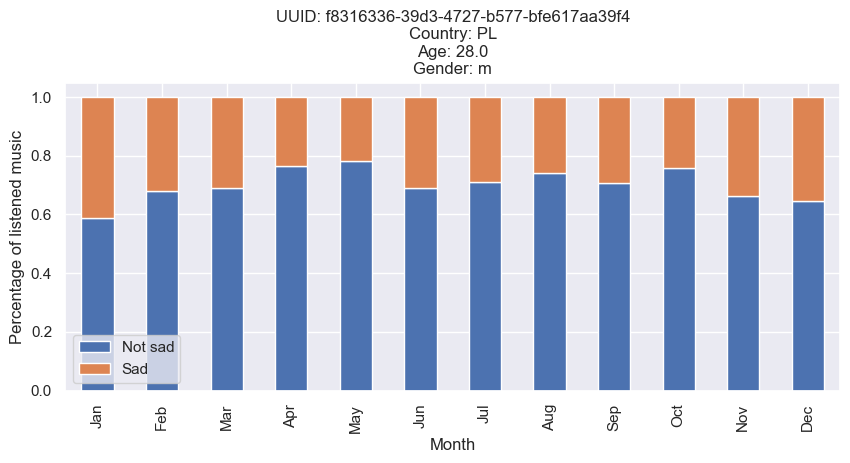 UUID: f8316336-39d3-4727-b577-bfe617aa39f4
Country: PL
Age: 28.0
Gender: m
Percentage of listened music
1.0
0.8
0.6
0.4
0.2
0.0
Not sad
Sad
Jan
Feb
Mar
Apr
May
Jun
Jul
Aug
Sep
Oct
Nov
Dec
Month